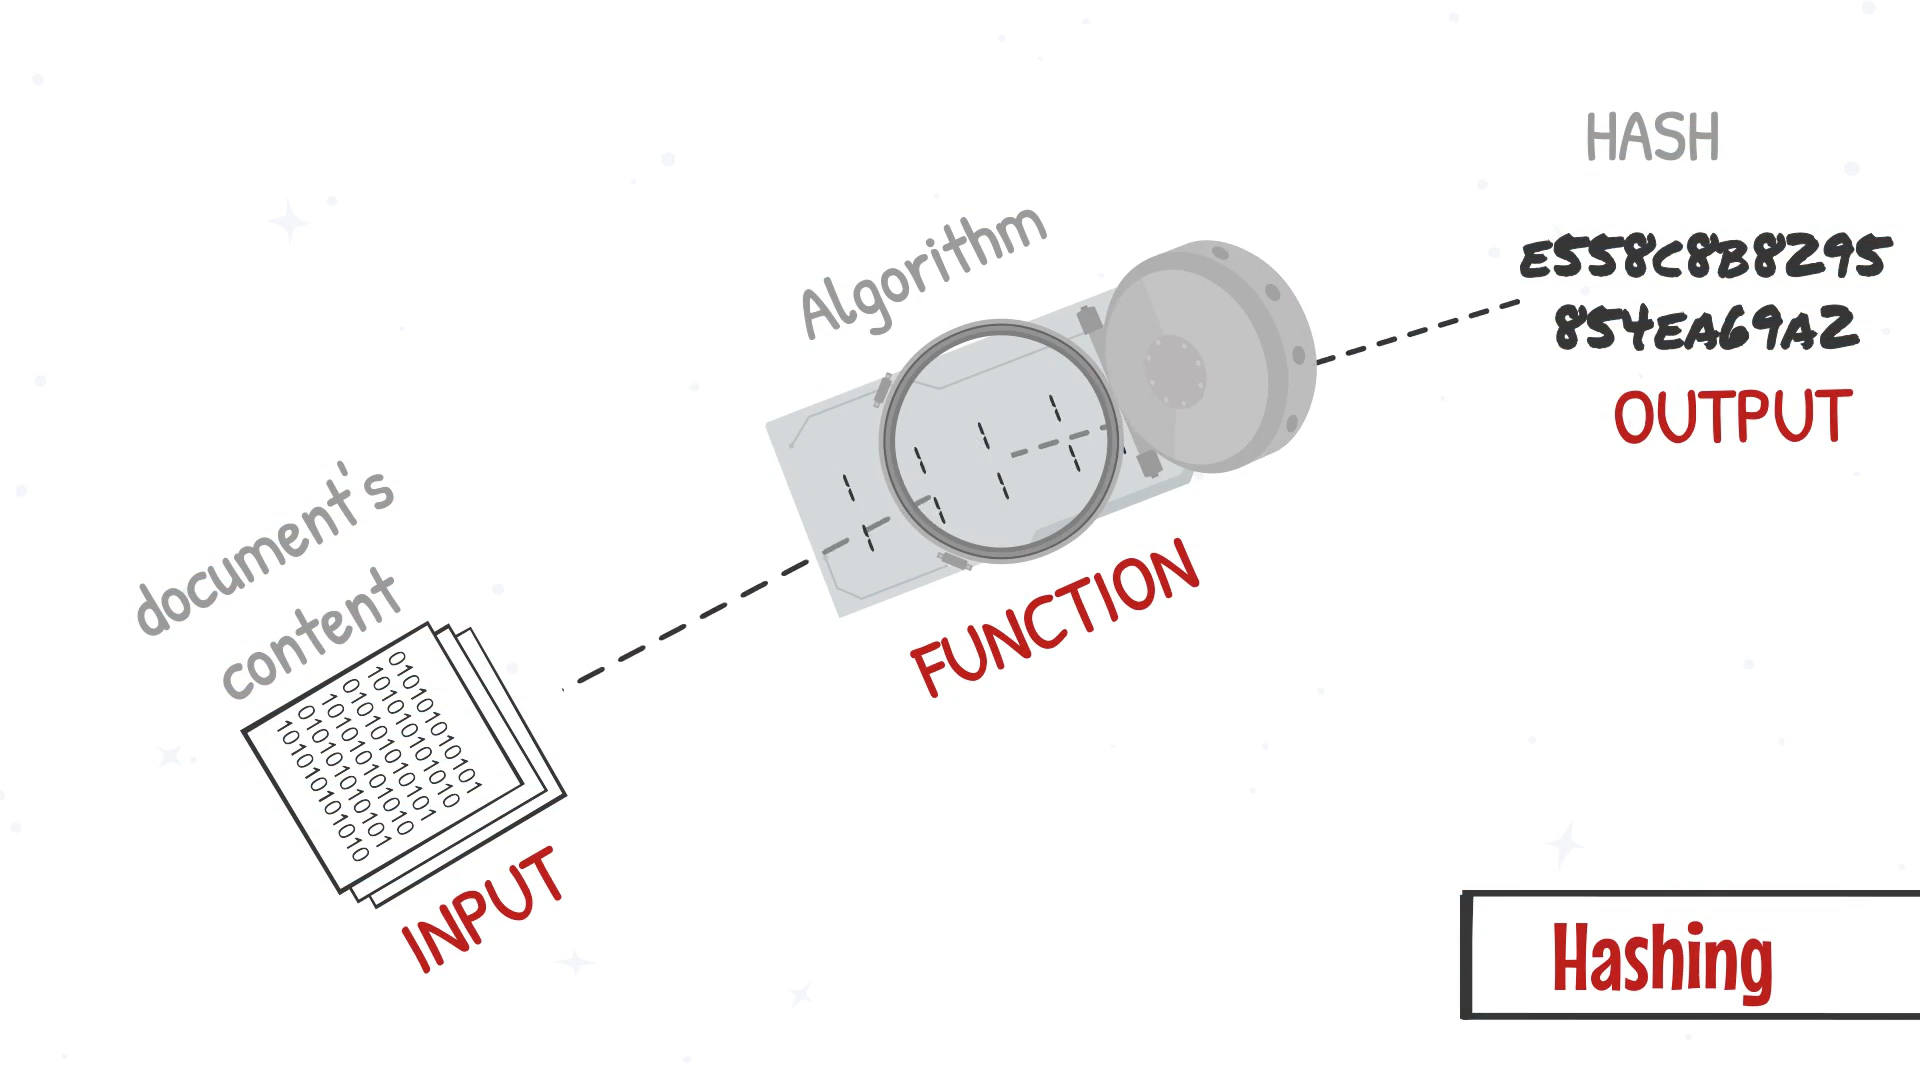 HASH
E558C8B8295
854EA69A2
OUTPUT
Algorithm
FUNCTION
document's
content
INPUT
Hashing